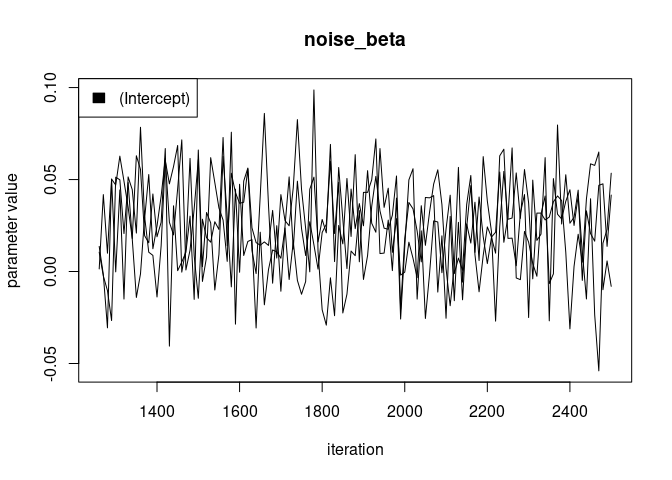 noise_beta
(Intercept)
parameter value
0.10
0.05
0.00
-0.05
1400 1600 1800 2000 2200 2400
iteration